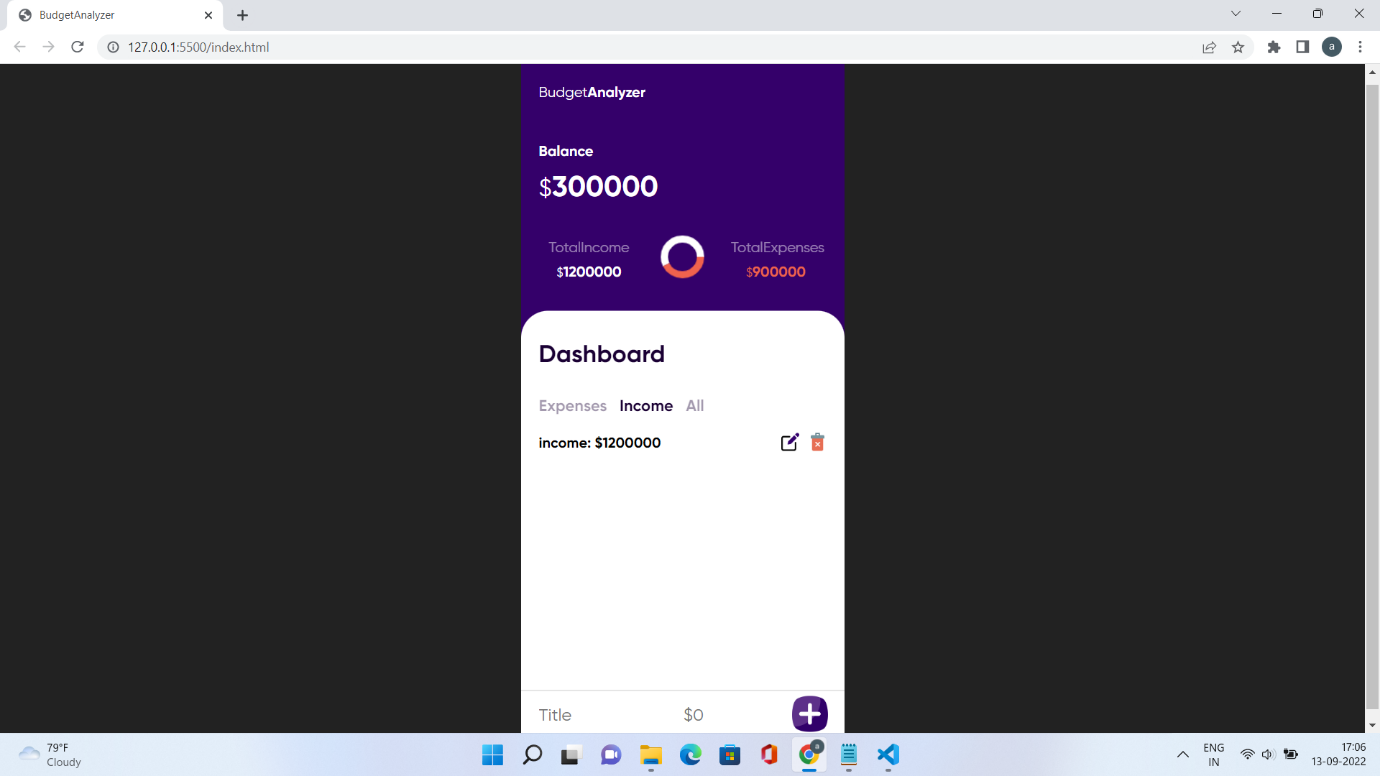 BudgetAnalyzer
127.0.0.1:5500/index.html
a
BudgetAnalyzer
Balance
$300000
TotalIncome
TotalExpenses
$1200000
$900000
Dashboard
Expenses Income All
income: $1200000
Title
$0
79°F
Cloudy
a
ENG
IN
17:06
13-09-2022